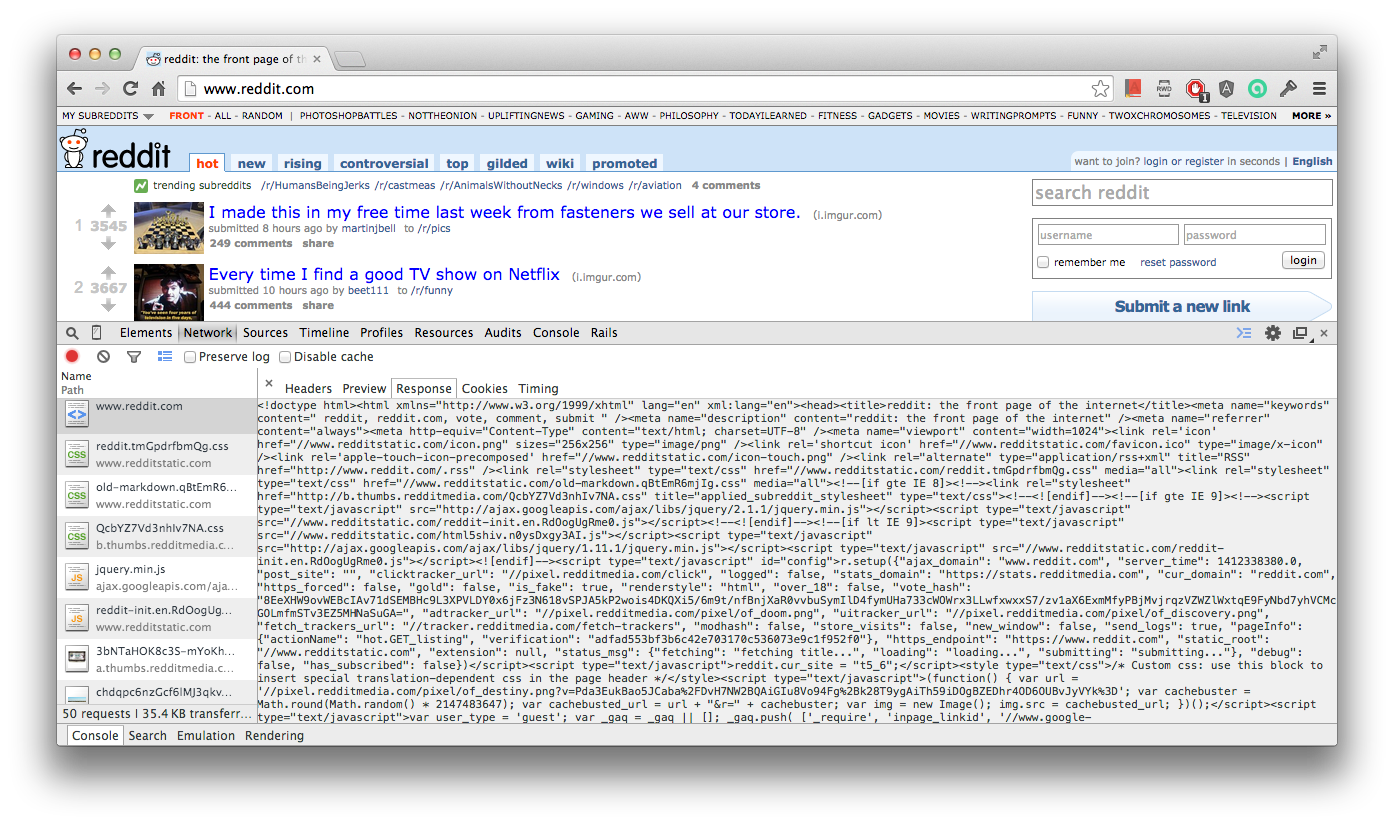 reddit: the front page of th
www.reddit.com
RWD
1
MY SUBREDDITS FRONT - ALL - RANDOM | PHOTOSHOPBATTLES - NOTTHEONION - UPLIFTINGNEWS - GAMING - AWW - PHILOSOPHY - TODAYILEARNED - FITNESS - GADGETS - MOVIES - WRITINGPROMPTS - FUNNY - TWOXCHROMOSOMES - TELEVISION MORE »
reddit hot new rising controversial top gilded wiki promoted
want to join? login or register in seconds | English
trending subreddits /r/HumansBeingJerks /r/castmeas /r/AnimalsWithoutNecks /r/windows /r/aviation 4 comments
1 3545
I made this in my free time last week from fasteners we sell at our store. (i.imgur.com)
submitted 8 hours ago by martinjbell to /r/pics
249 comments share
2 3667
Every time I find a good TV show on Netflix (i.imgur.com)
submitted 10 hours ago by beet111 to /r/funny
444 comments share
"You've seen four years of
television in five days,
search reddit
username password
remember me reset password login
Submit a new link
Elements Network Sources Timeline Profiles Resources Audits Console Rails
Preserve log Disable cache
Name
Path
Headers Preview Response Cookies Timing
www.reddit.com
reddit.tmGpdrfbmQg.css
www.redditstatic.com
old-markdown.qBtEmR6...
www.redditstatic.com
QcbYZ7Vd3nhIv7NA.css
b.thumbs.redditmedia.c...
jquery.min.js
ajax.googleapis.com/aja...
reddit-init.en.RdOogUg...
www.redditstatic.com
3bNTaHOK8c3S-mYoKh...
a.thumbs.redditmedia.c...
chdqpc6nzGcf6lMJ3qkv...
50 requests | 35.4 KB transferr...
<!doctype html><html xmlns="http://www.w3.org/1999/xhtml" lang="en" xml:lang="en"><head><title>reddit: the front page of the internet</title><meta name="keywords"
content=" reddit, reddit.com, vote, comment, submit " /><meta name="description" content="reddit: the front page of the internet" /><meta name="referrer"
content="always"><meta http-equiv="Content-Type" content="text/html; charset=UTF-8" /><meta name="viewport" content="width=1024"><link rel='icon'
href="//www.redditstatic.com/icon.png" sizes="256x256" type="image/png" /><link rel='shortcut icon' href="//www.redditstatic.com/favicon.ico" type="image/x-icon"
/><link rel='apple-touch-icon-precomposed' href="//www.redditstatic.com/icon-touch.png" /><link rel="alternate" type="application/rss+xml" title="RSS"
href="http://www.reddit.com/.rss" /><link rel="stylesheet" type="text/css" href="//www.redditstatic.com/reddit.tmGpdrfbmQg.css" media="all"><link rel="stylesheet"
type="text/css" href="//www.redditstatic.com/old-markdown.qBtEmR6mjIg.css" media="all"><!--[if gte IE 8]><!--><link rel="stylesheet"
href="http://b.thumbs.redditmedia.com/QcbYZ7Vd3nhIv7NA.css" title="applied_subreddit_stylesheet" type="text/css"><!--<![endif]--><!--[if gte IE 9]><!--><script
type="text/javascript" src="http://ajax.googleapis.com/ajax/libs/jquery/2.1.1/jquery.min.js"></script><script type="text/javascript"
src="//www.redditstatic.com/reddit-init.en.RdOogUgRme0.js"></script><!--<![endif]--><!--[if lt IE 9]><script type="text/javascript"
src="//www.redditstatic.com/html5shiv.n0ysDxgy3AI.js"></script><script type="text/javascript"
src="http://ajax.googleapis.com/ajax/libs/jquery/1.11.1/jquery.min.js"></script><script type="text/javascript" src="//www.redditstatic.com/reddit-
init.en.RdOogUgRme0.js"></script><![endif]--><script type="text/javascript" id="config">r.setup({"ajax_domain": "www.reddit.com", "server_time": 1412338380.0,
"post_site": "", "clicktracker_url": "//pixel.redditmedia.com/click", "logged": false, "stats_domain": "https://stats.redditmedia.com", "cur_domain": "reddit.com",
"https_forced": false, "gold": false, "is_fake": true, "renderstyle": "html", "over_18": false, "vote_hash":
GOLmfmSTv3EZ5MHNaSuGA=", "adtracker_url": "//pixel.redditmedia.com/pixel/of_doom.png", "uitracker_url": "//pixel.redditmedia.com/pixel/of_discovery.png",
"fetch_trackers_url": "//tracker.redditmedia.com/fetch-trackers", "modhash": false, "store_visits": false, "new_window": false, "send_logs": true, "pageInfo":
{"actionName": "hot.GET_listing", "verification": "adfad553bf3b6c42e703170c536073e9c1f952f0"}, "https_endpoint": "https://www.reddit.com", "static_root":
"//www.redditstatic.com", "extension": null, "status_msg": {"fetching": "fetching title...", "loading": "loading...", "submitting": "submitting..."}, "debug":
false, "has_subscribed": false})</script><script type="text/javascript">reddit.cur_site = "t5_6";</script><style type="text/css">/* Custom css: use this block to
insert special translation-dependent css in the page header */</style><script type="text/javascript">(function() { var url =
'//pixel.redditmedia.com/pixel/of_destiny.png?v=Pda3EukBao5JCaba%2FDvH7NW2BQAiGIu8Vo94Fg%2Bk28T9ygAiTh59iDOgBZEDhr4OD6OUBvJyVYk%3D'; var cachebuster =
Math.round(Math.random() * 2147483647); var cachebusted_url = url + "&r=" + cachebuster; var img = new Image(); img.src = cachebusted_url; })();</script><script
type="text/javascript">var user_type = 'guest'; var _gaq = _gaq || []; _gaq.push( ['_require', 'inpage_linkid', '//www.google-
Console Search Emulation Rendering